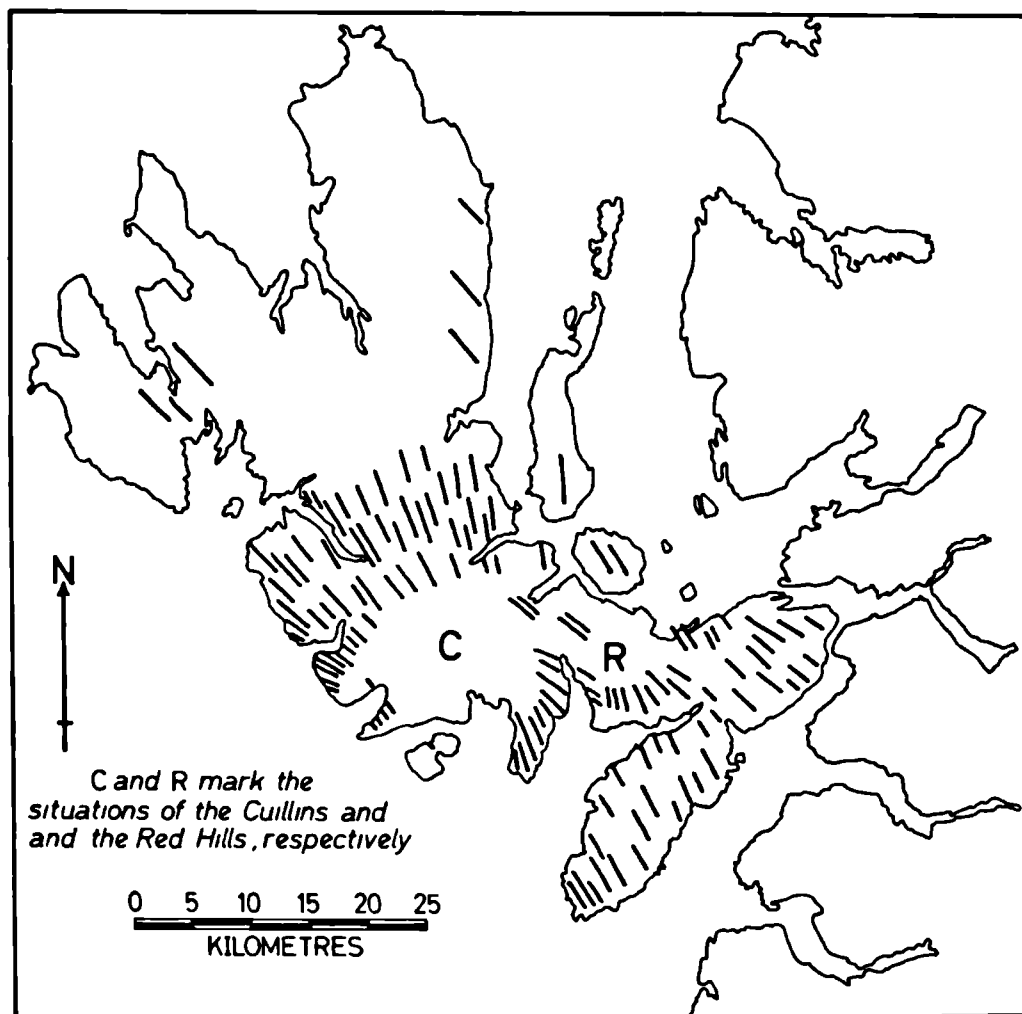 C
R
N
C and R mark the
situations of the Cuillins and
and the Red Hills, respectively
0 5 10 15 20 25
KILOMETRES